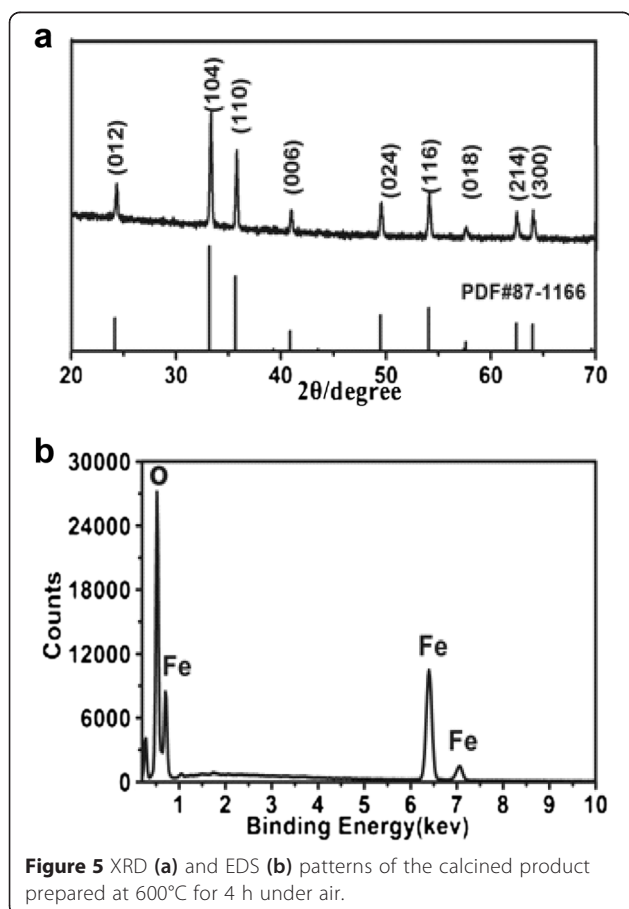 a
(012)
(104)
(110)
(006)
(024)
(116)
(018)
(214)
(300)
PDF#87-1166
20 30 40 50 60 70
2θ/degree
b
30000
24000
18000
12000
6000
0
Counts
O
Fe
Fe
Fe
1 2 3 4 5 6 7 8 9 10
Binding Energy(kev)
Figure 5 XRD (a) and EDS (b) patterns of the calcined product
prepared at 600°C for 4 h under air.